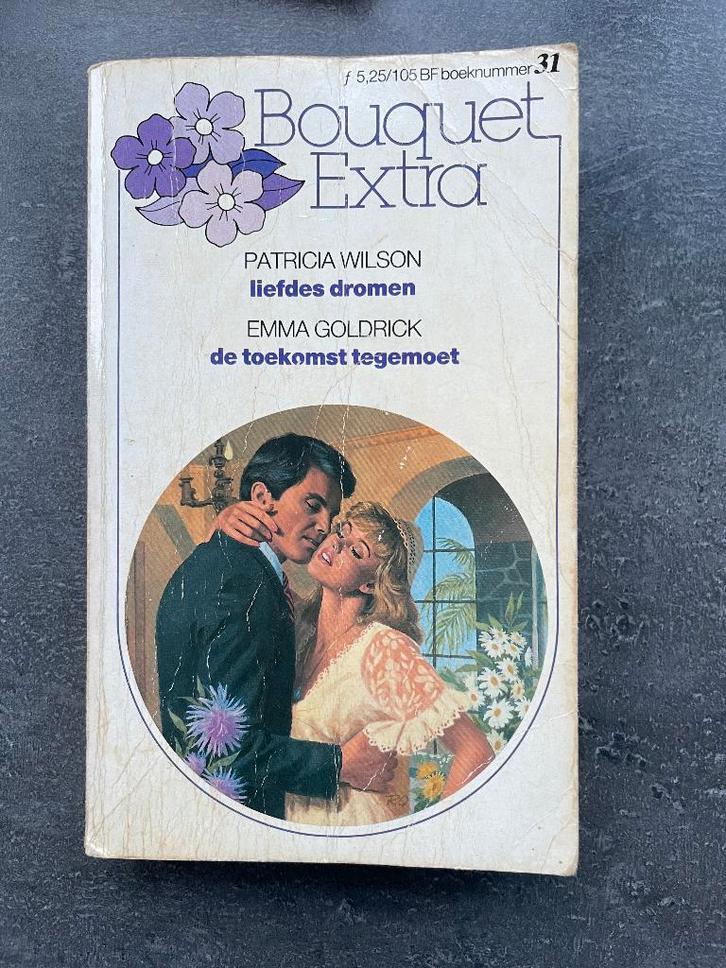 ƒ 5,25/105 BF boeknummer 31
Bouquet
Extra
PATRICIA WILSON
liefdes dromen
EMMA GOLDRICK
de toekomst tegemoet